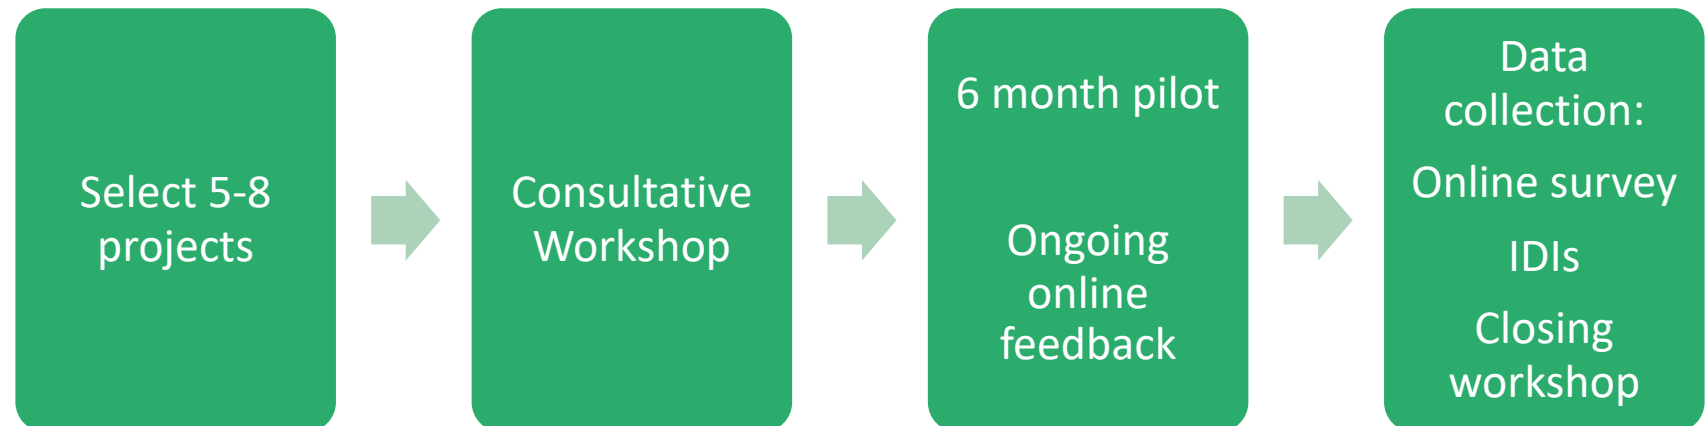 Select 5-8
projects
Consultative
Workshop
6 month pilot
Ongoing
online
feedback
Data
collection:
Online survey
IDIs
Closing
workshop